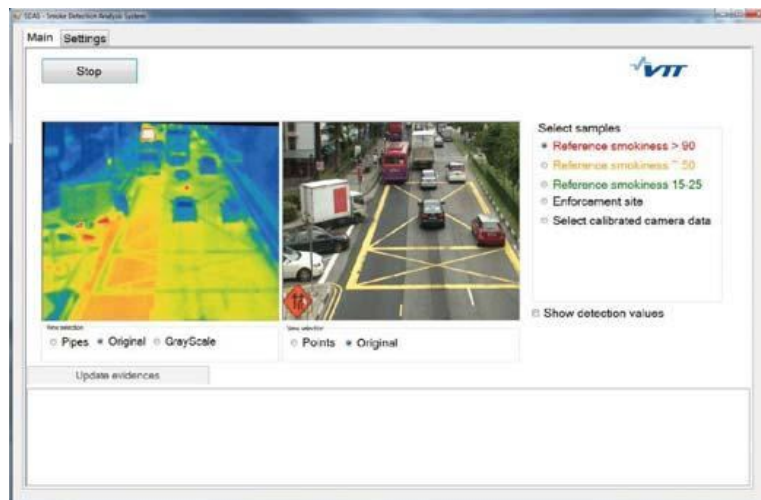 SDAS - Smoke Detection Analysis System
Main Settings
Stop
VTT
Select samples
Reference smokiness > 90
Reference smokiness ~ 50
Reference smokiness 15-25
Enforcement site
Select calibrated camera data
Show detection values
View selection
Pipes Original GrayScale
View selection
Points Original
Update evidences